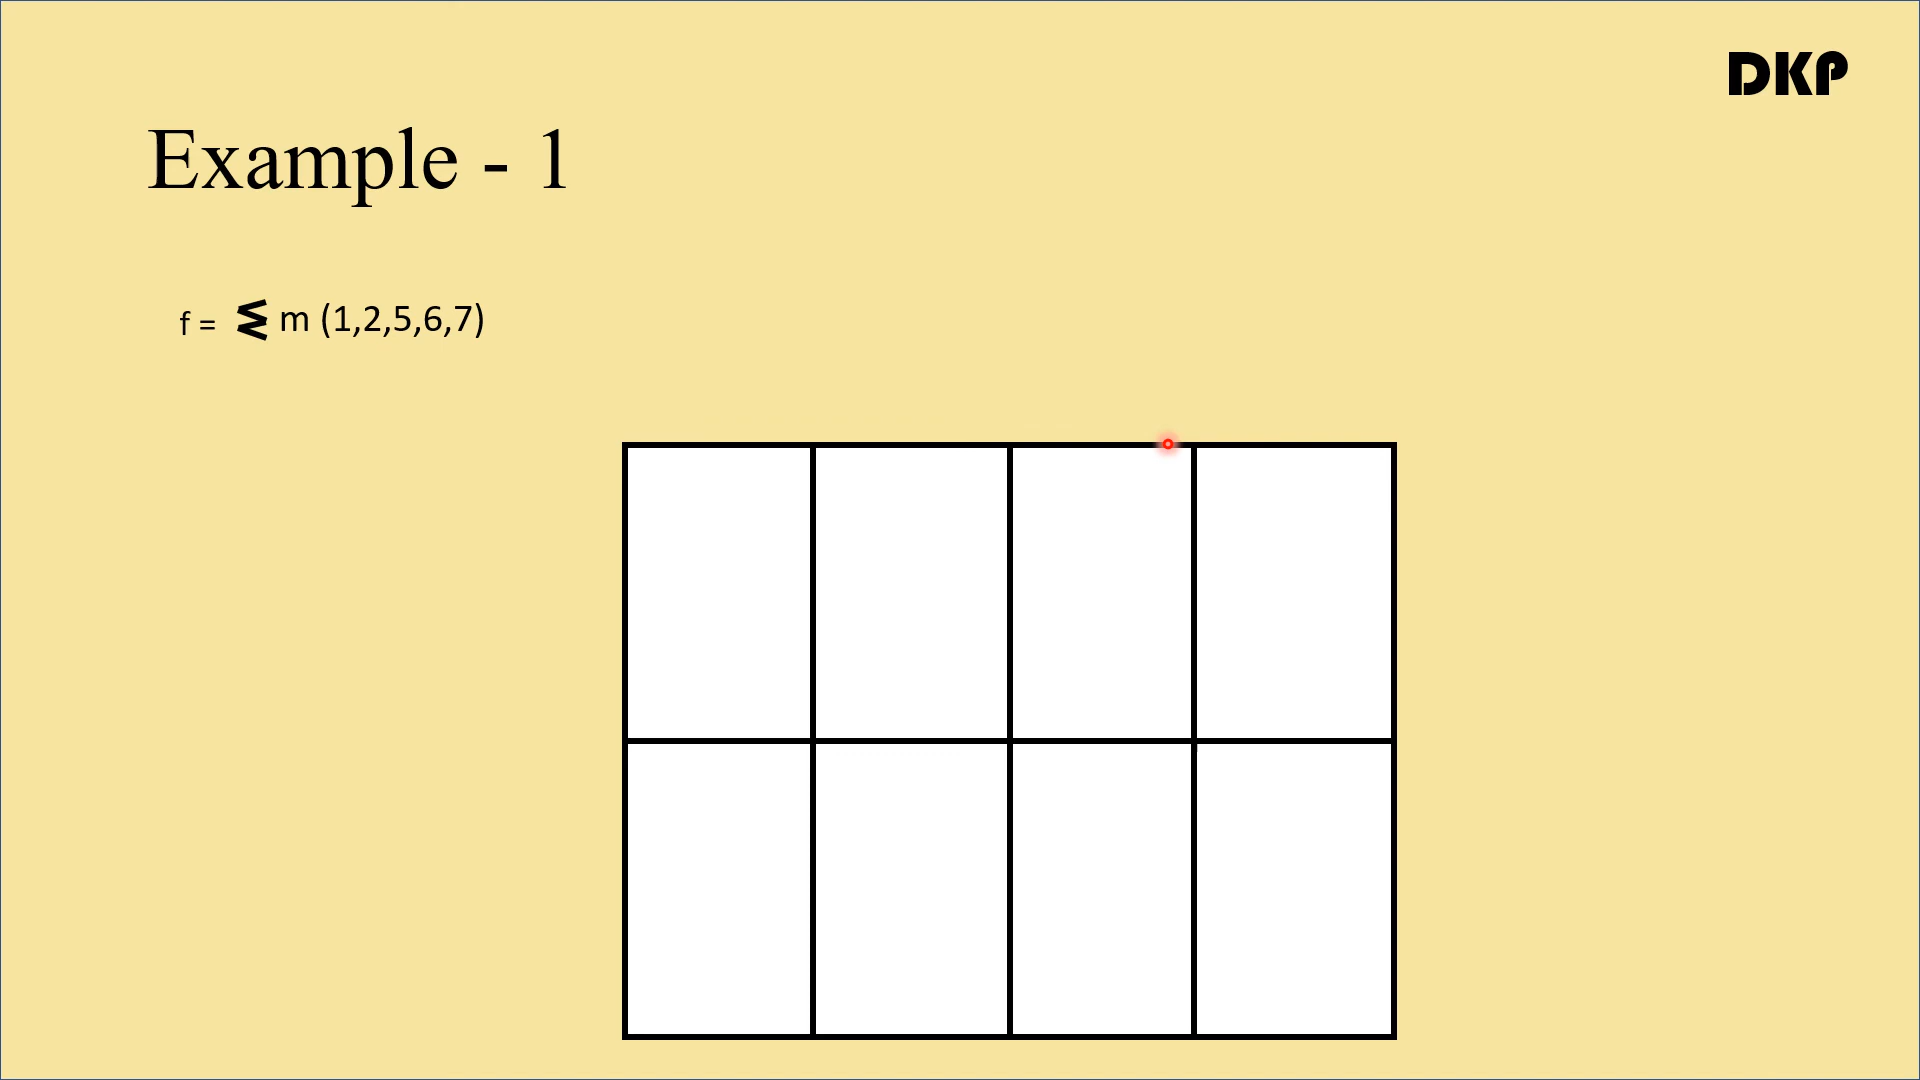 DKP
Example - 1
f = ⋚ m (1,2,5,6,7)